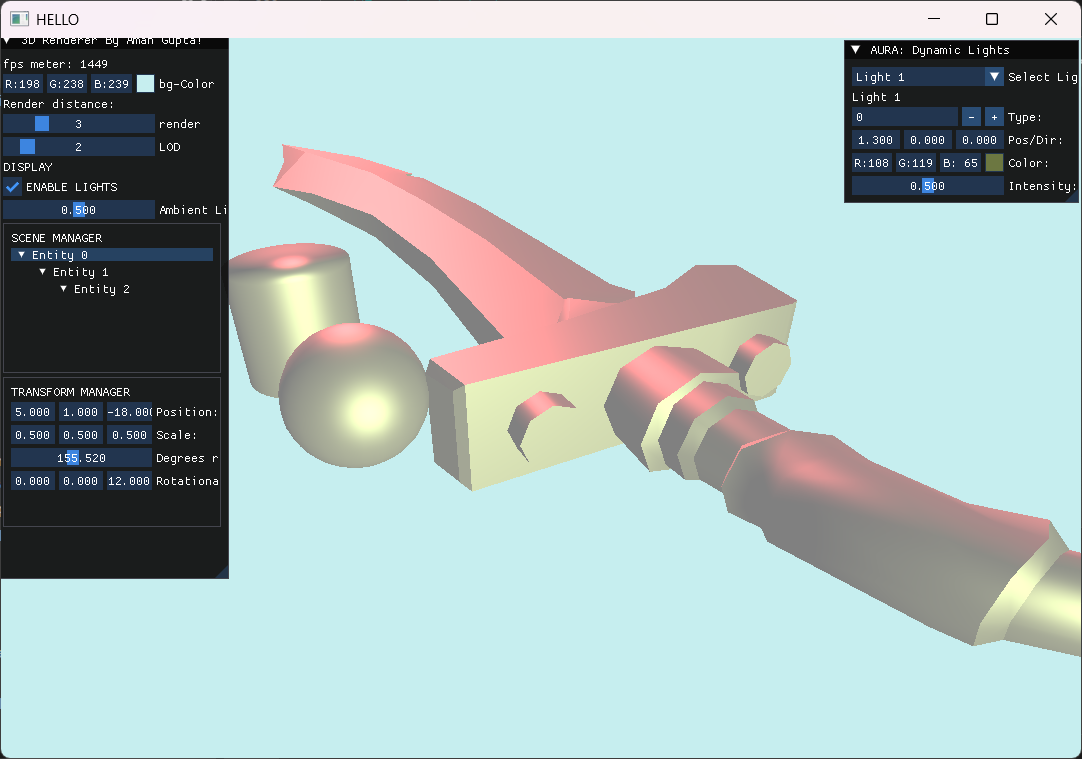 HELLO
3D Renderer By Aman Gupta!
fps meter: 1449
R:198 G:238 B:239 bg-Color
Render distance:
3 render
2 LOD
DISPLAY
ENABLE LIGHTS
0.500 Ambient Li
SCENE MANAGER
Entity 0
Entity 1
Entity 2
TRANSFORM MANAGER
5.000 1.000 -18.000 Position:
0.500 0.500 0.500 Scale:
155.520 Degrees r
0.000 0.000 12.000 Rotationa
AURA: Dynamic Lights
Light 1 Select Lig
Light 1
0 - + Type:
1.300 0.000 0.000 Pos/Dir:
R:108 G:119 B: 65 Color:
0.500 Intensity: